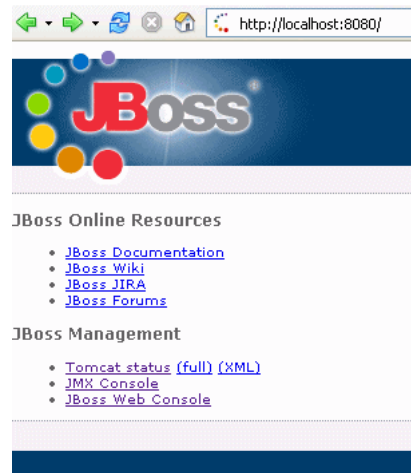 http://localhost:8080/
JBoss
JBoss Online Resources
JBoss Documentation
JBoss Wiki
JBoss JIRA
JBoss Forums
JBoss Management
Tomcat status (full) (XML)
JMX Console
JBoss Web Console